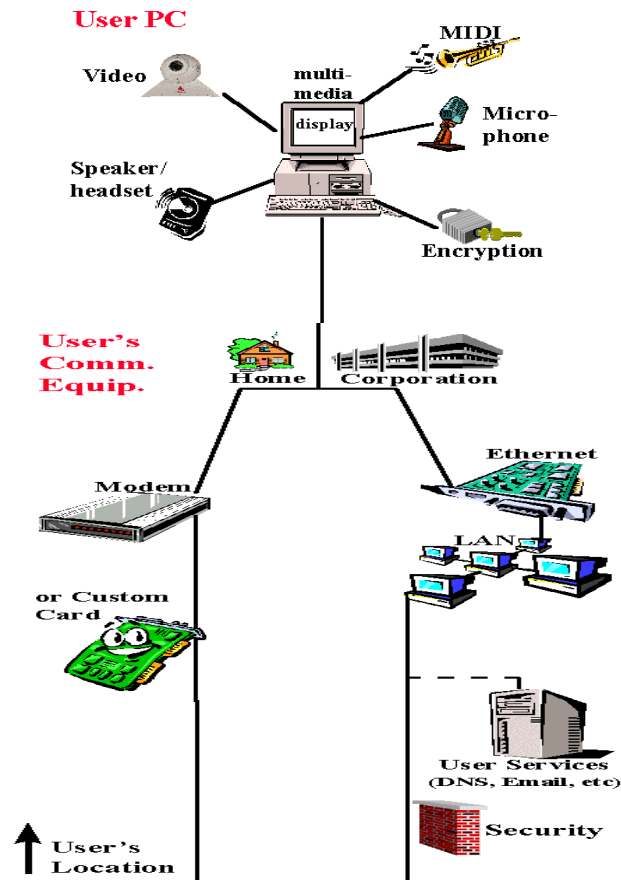 User PC
MIDI
Video
multi-
media
display
Micro-
phone
Speaker/
headset
Encryption
User's
Comm.
Equip.
Home
Corporation
Ethernet
Modem
LAN
or Custom
Card
User Services
(DNS, Email, etc)
Security
User's
Location